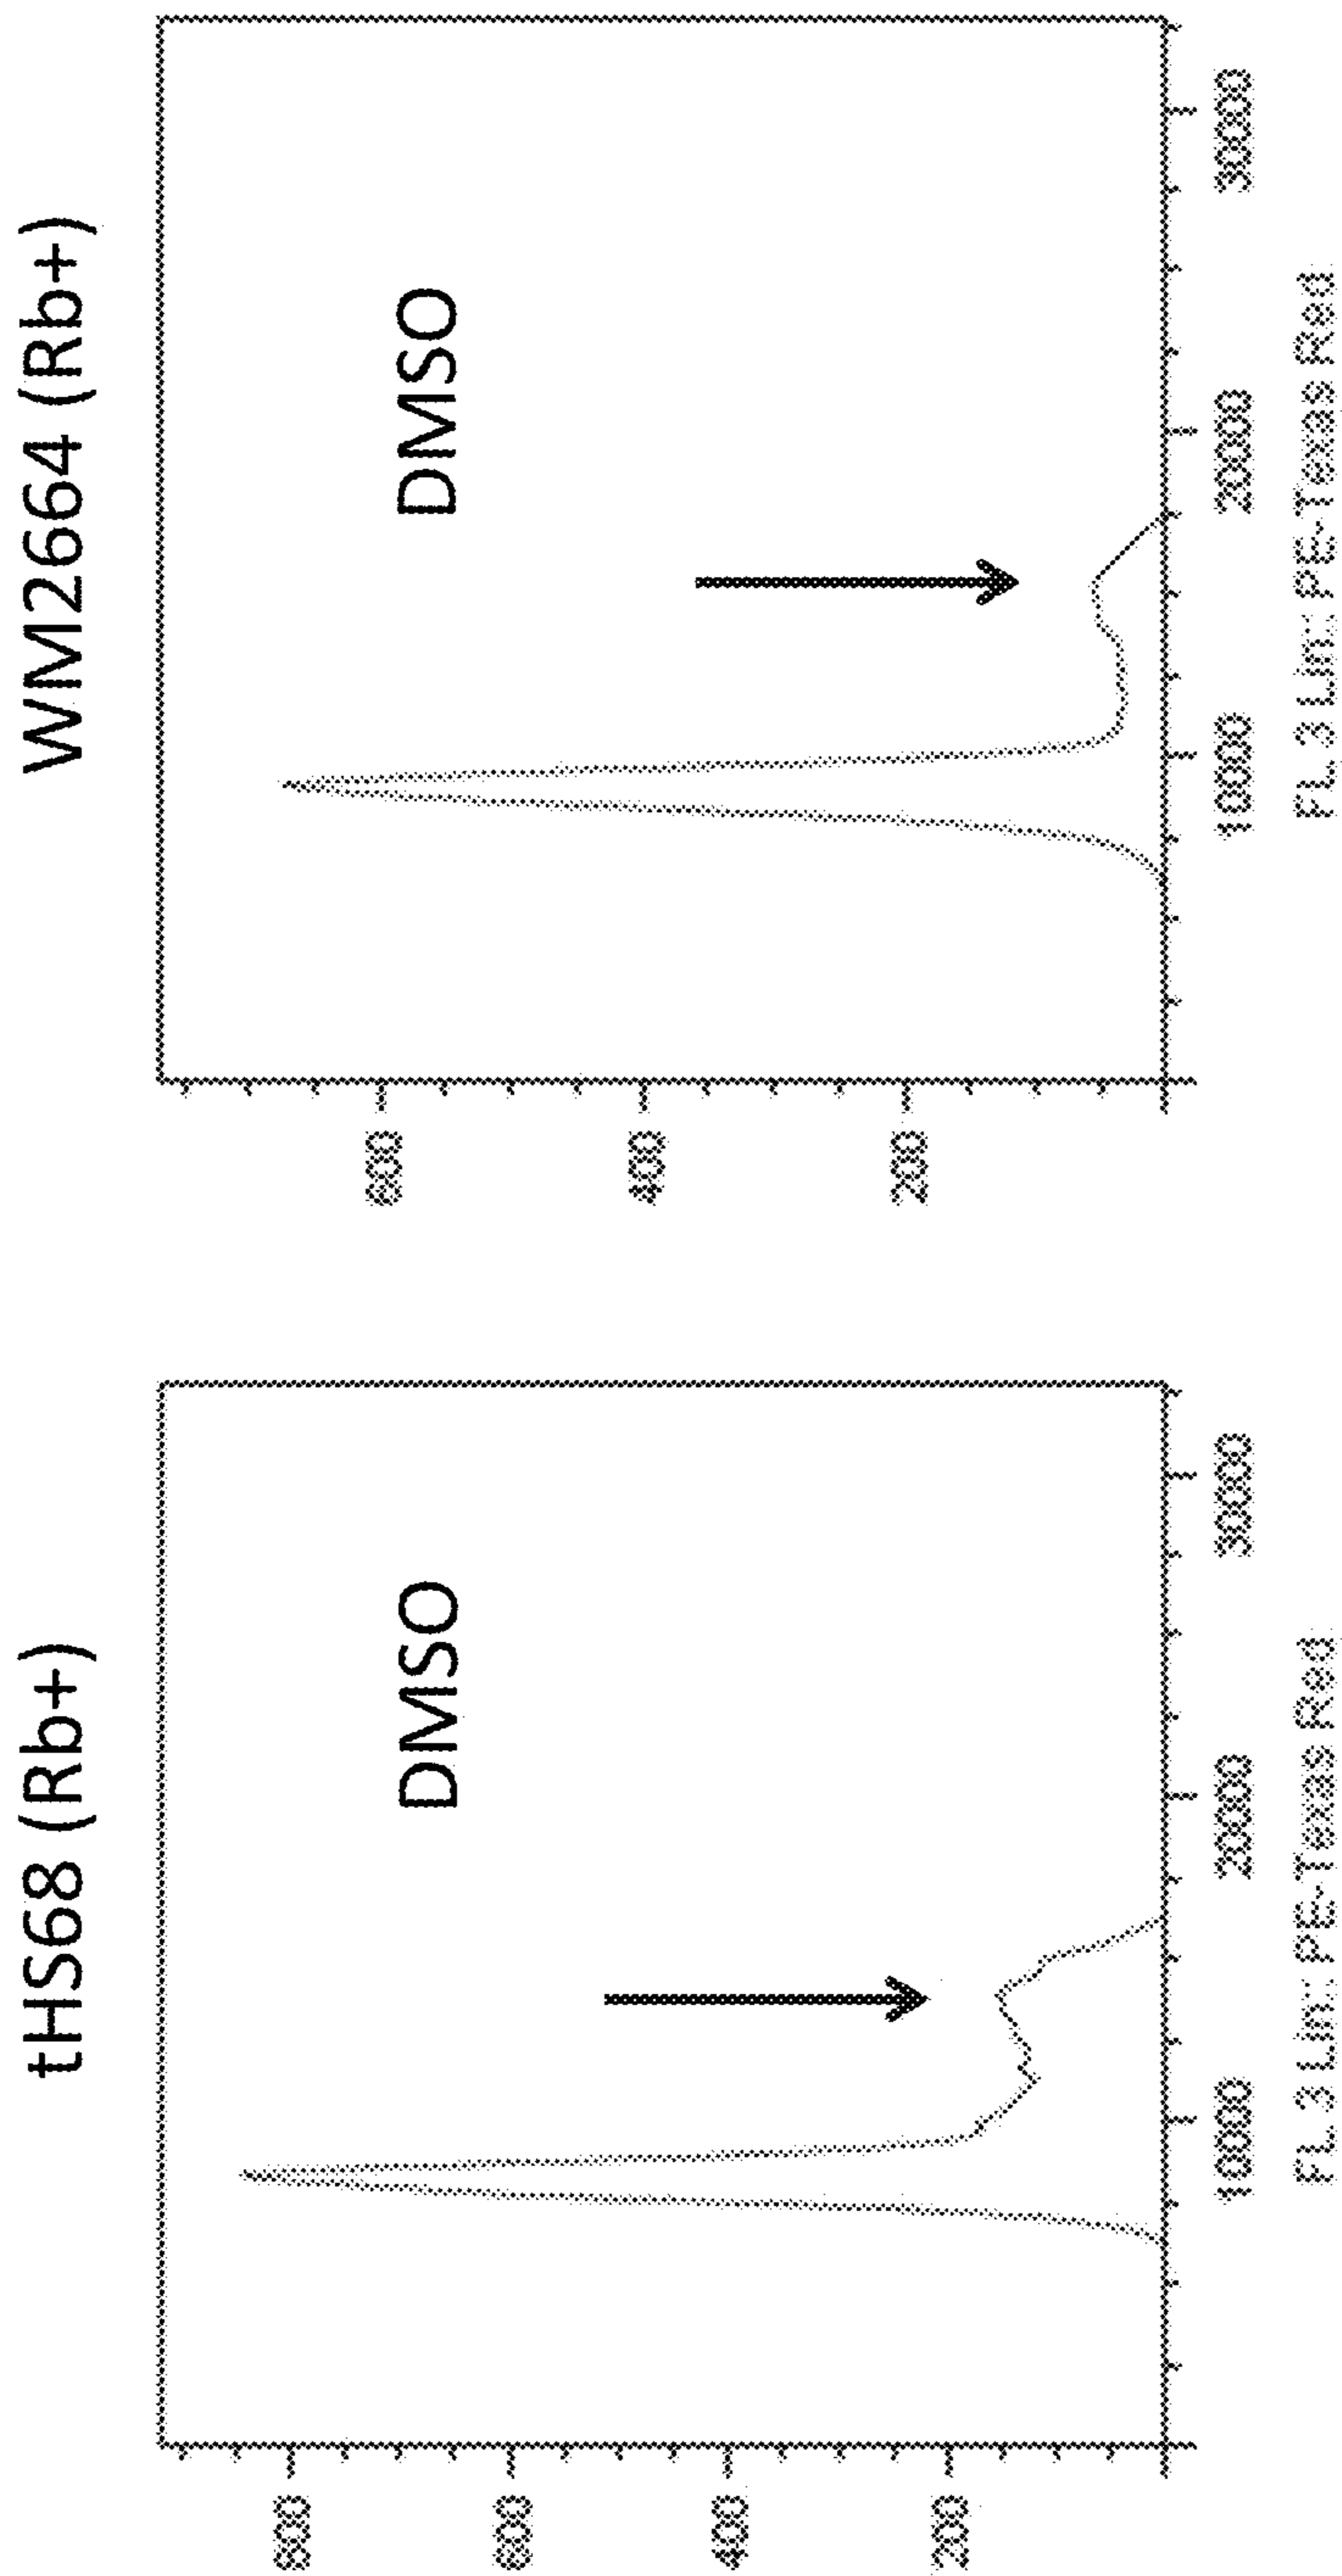 tHS68 (Rb+)
DMSO
800
600
400
200
10000
20000
30000
FL 3 Lin: PE-Texas Red
WM2664 (Rb+)
DMSO
600
400
200
10000
20000
30000
FL 3 Lin: PE-Texas Red